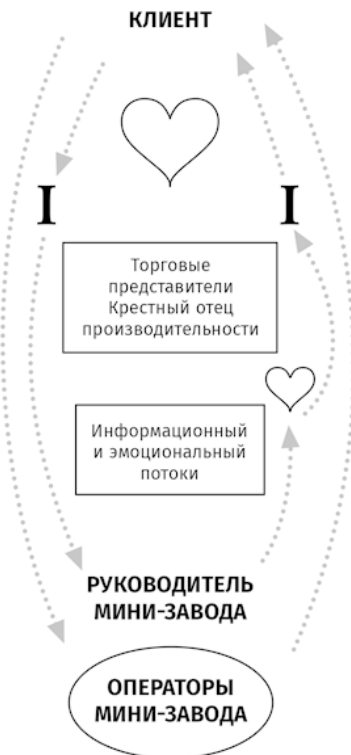 КЛИЕНТ
I
I
Торговые
представители
Крестный отец
производительности
Информационный
и эмоциональный
потоки
РУКОВОДИТЕЛЬ
МИНИ-ЗАВОДА
ОПЕРАТОРЫ
МИНИ-ЗАВОДА